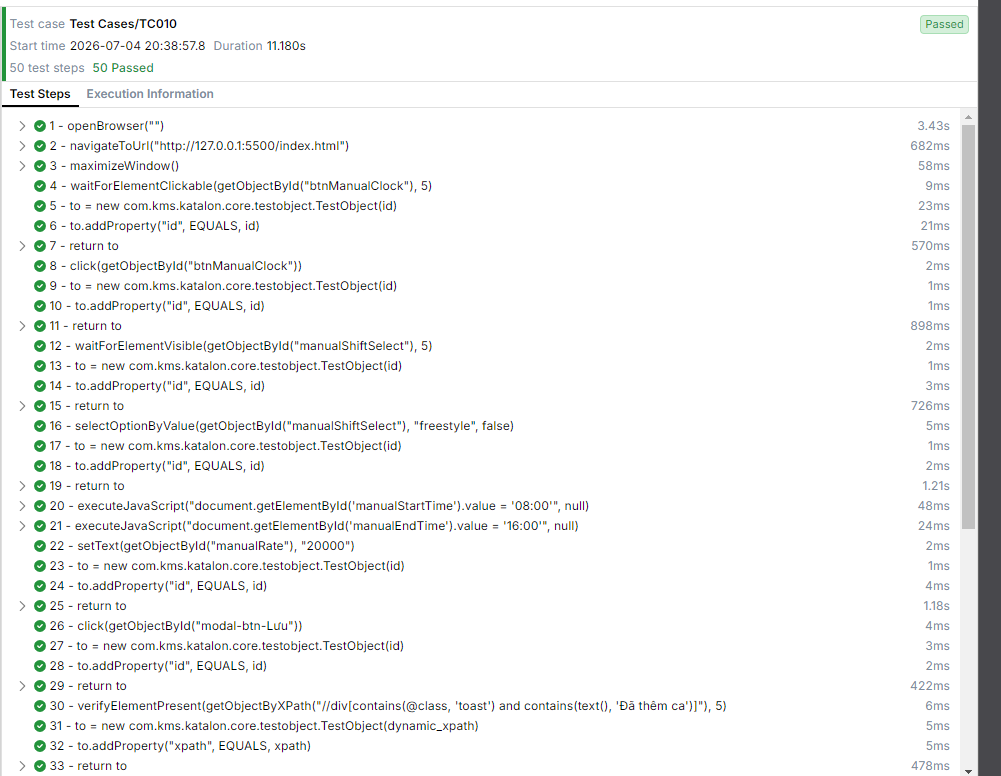 Test case Test Cases/TC010 Passed
Start time 2026-07-04 20:38:57.8 Duration 11.180s
50 test steps 50 Passed
Test Steps Execution Information
1 - openBrowser("") 3.43s
2 - navigateToUrl("http://127.0.0.1:5500/index.html") 682ms
3 - maximizeWindow() 58ms
4 - waitForElementClickable(getObjectById("btnManualClock"), 5) 9ms
5 - to = new com.kms.katalon.core.testobject.TestObject(id) 23ms
6 - to.addProperty("id", EQUALS, id) 21ms
7 - return to 570ms
8 - click(getObjectById("btnManualClock")) 2ms
9 - to = new com.kms.katalon.core.testobject.TestObject(id) 1ms
10 - to.addProperty("id", EQUALS, id) 1ms
11 - return to 898ms
12 - waitForElementVisible(getObjectById("manualShiftSelect"), 5) 2ms
13 - to = new com.kms.katalon.core.testobject.TestObject(id) 1ms
14 - to.addProperty("id", EQUALS, id) 3ms
15 - return to 726ms
16 - selectOptionByValue(getObjectById("manualShiftSelect"), "freestyle", false) 5ms
17 - to = new com.kms.katalon.core.testobject.TestObject(id) 1ms
18 - to.addProperty("id", EQUALS, id) 2ms
19 - return to 1.21s
20 - executeJavaScript("document.getElementById('manualStartTime').value = '08:00'", null) 48ms
21 - executeJavaScript("document.getElementById('manualEndTime').value = '16:00'", null) 24ms
22 - setText(getObjectById("manualRate"), "20000") 2ms
23 - to = new com.kms.katalon.core.testobject.TestObject(id) 1ms
24 - to.addProperty("id", EQUALS, id) 4ms
25 - return to 1.18s
26 - click(getObjectById("modal-btn-Lưu")) 4ms
27 - to = new com.kms.katalon.core.testobject.TestObject(id) 3ms
28 - to.addProperty("id", EQUALS, id) 2ms
29 - return to 422ms
30 - verifyElementPresent(getObjectByXPath("//div[contains(@class, 'toast') and contains(text(), 'Đã thêm ca')]"), 5) 6ms
31 - to = new com.kms.katalon.core.testobject.TestObject(dynamic_xpath) 5ms
32 - to.addProperty("xpath", EQUALS, xpath) 5ms
33 - return to 478ms